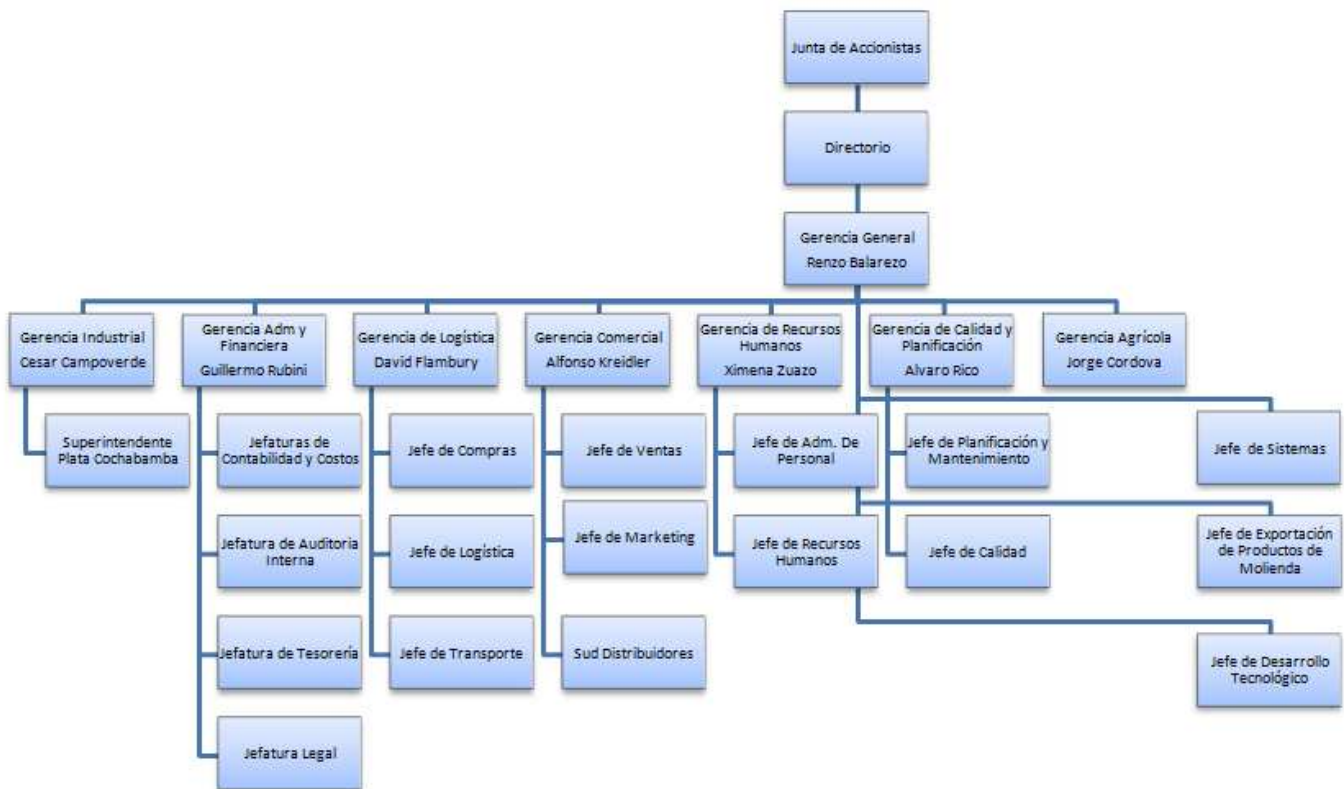 Junta de Accionistas
Directorio
Gerencia General
Renzo Balarezo
Gerencia Industrial
Cesar Campoverde
Gerencia Adm y
Financiera
Guillermo Rubini
Gerencia de Logística
David Flambury
Gerencia Comercial
Alfonso Kreidler
Gerencia de Recursos
Humanos
Ximena Zuazo
Gerencia de Calidad y
Planificación
Alvaro Rico
Gerencia Agrícola
Jorge Cordova
Superintendente
Plata Cochabamba
Jefaturas de
Contabilidad y Costos
Jefe de Compras
Jefe de Ventas
Jefe de Adm. De
Personal
Jefe de Planificación y
Mantenimiento
Jefe de Sistemas
Jefatura de Auditoria
Interna
Jefe de Logística
Jefe de Marketing
Jefe de Recursos
Humanos
Jefe de Calidad
Jefe de Exportación
de Productos de
Molienda
Jefatura de Tesorería
Jefe de Transporte
Sud Distribuidores
Jefe de Desarrollo
Tecnológico
Jefatura Legal